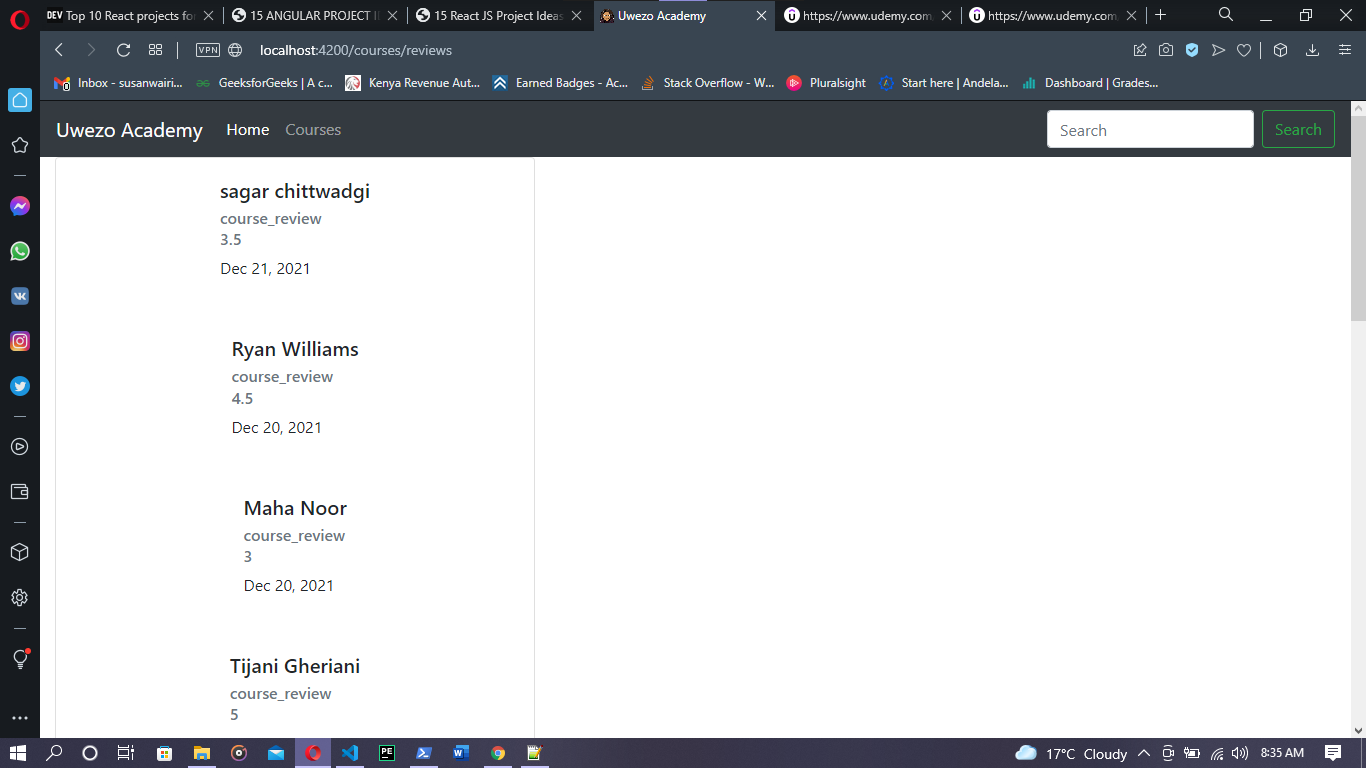 DEV Top 10 React projects fo
15 ANGULAR PROJECT I
15 React JS Project Ideas
Uwezo Academy
https://www.udemy.com
https://www.udemy.com
VPN
localhost:4200/courses/reviews
Inbox - susanwairi...
GeeksforGeeks | A c...
Kenya Revenue Aut...
Earned Badges - Ac...
Stack Overflow - W...
Pluralsight
Start here | Andela...
Dashboard | Grades...
Uwezo Academy
Home
Courses
Search
Search
sagar chittwadgi
course_review
3.5
Dec 21, 2021
Ryan Williams
course_review
4.5
Dec 20, 2021
Maha Noor
course_review
3
Dec 20, 2021
Tijani Gheriani
course_review
5
PE
17°C Cloudy
8:35 AM